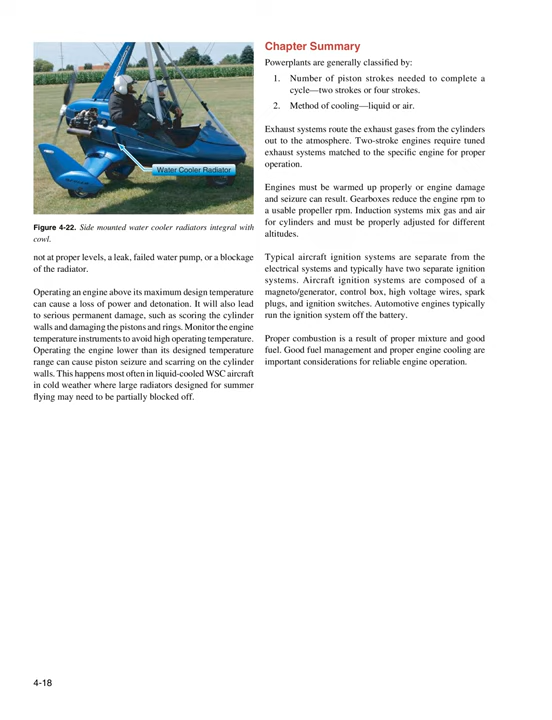 Water Cooler Radiator
Figure 4-22. Side mounted water cooler radiators integral with
cowl.
not at proper levels, a leak, failed water pump, or a blockage
of the radiator.
Operating an engine above its maximum design temperature
can cause a loss of power and detonation. It will also lead
to serious permanent damage, such as scoring the cylinder
walls and damaging the pistons and rings. Monitor the engine
temperature instruments to avoid high operating temperature.
Operating the engine lower than its designed temperature
range can cause piston seizure and scarring on the cylinder
walls. This happens most often in liquid-cooled WSC aircraft
in cold weather where large radiators designed for summer
flying may need to be partially blocked off.
Chapter Summary
Powerplants are generally classified by:
1. Number of piston strokes needed to complete a
cycle—two strokes or four strokes.
2. Method of cooling—liquid or air.
Exhaust systems route the exhaust gases from the cylinders
out to the atmosphere. Two-stroke engines require tuned
exhaust systems matched to the specific engine for proper
operation.
Engines must be warmed up properly or engine damage
and seizure can result. Gearboxes reduce the engine rpm to
a usable propeller rpm. Induction systems mix gas and air
for cylinders and must be properly adjusted for different
altitudes.
Typical aircraft ignition systems are separate from the
electrical systems and typically have two separate ignition
systems. Aircraft ignition systems are composed of a
magneto/generator, control box, high voltage wires, spark
plugs, and ignition switches. Automotive engines typically
run the ignition system off the battery.
Proper combustion is a result of proper mixture and good
fuel. Good fuel management and proper engine cooling are
important considerations for reliable engine operation.
4-18